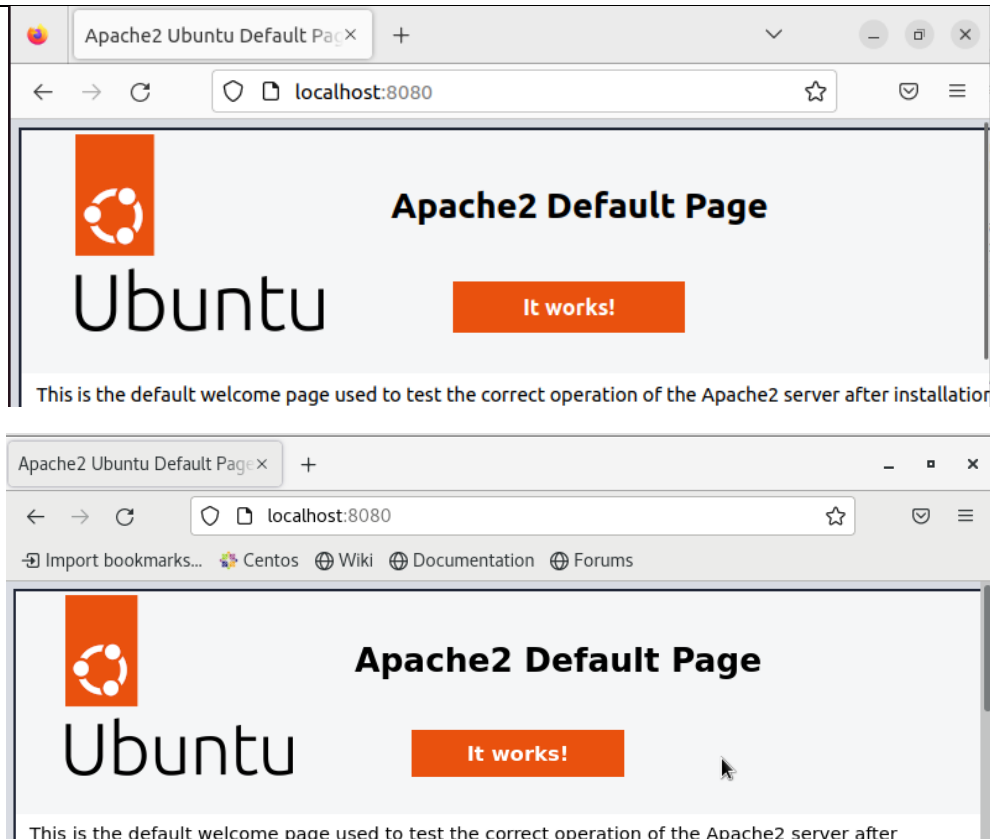 Apache2 Ubuntu Default Pag
localhost:8080
Apache2 Default Page
Ubuntu
It works!
This is the default welcome page used to test the correct operation of the Apache2 server after installation
Apache2 Ubuntu Default Page
localhost:8080
Import bookmarks... Centos Wiki Documentation Forums
Apache2 Default Page
Ubuntu
It works!
This is the default welcome page used to test the correct operation of the Apache2 server after